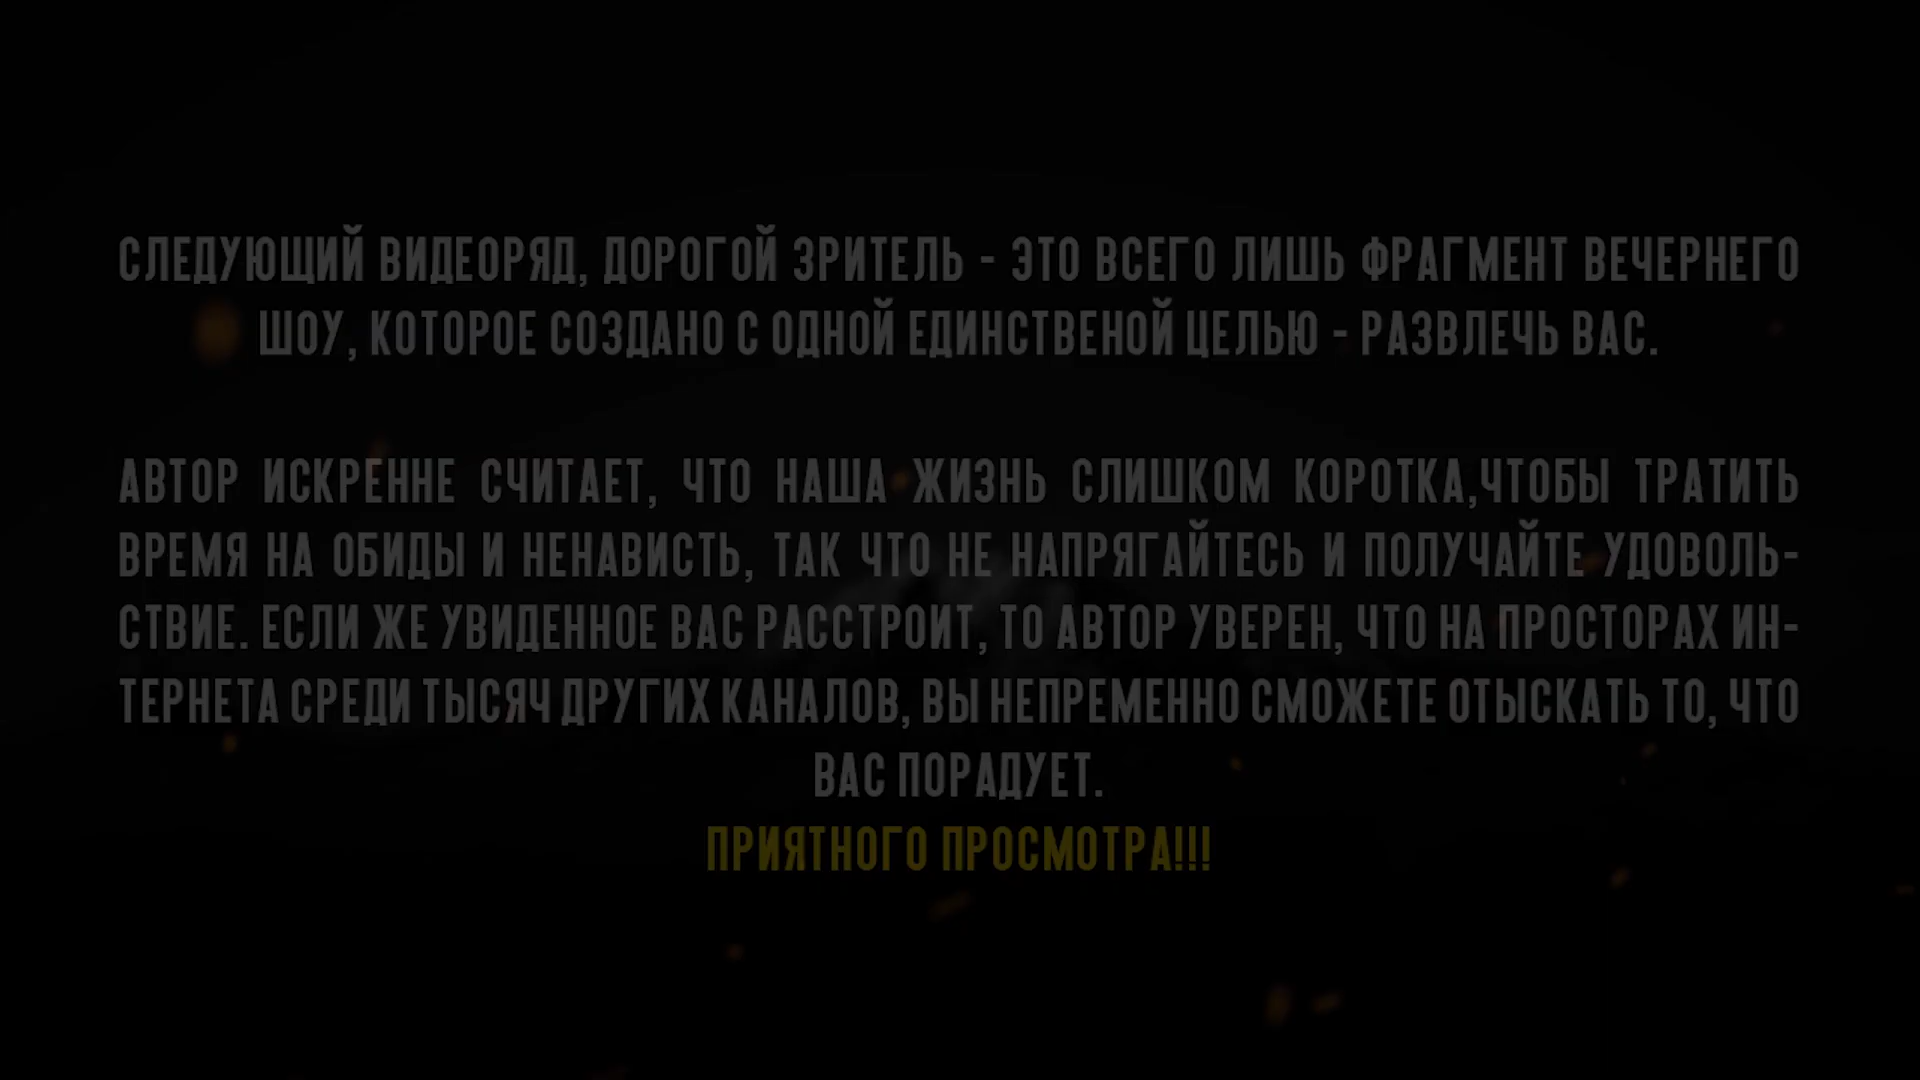 СЛЕДУЮЩИЙ ВИДЕОРЯД, ДОРОГОЙ ЗРИТЕЛЬ - ЭТО ВСЕГО ЛИШЬ ФРАГМЕНТ ВЕЧЕРНЕГО
ШОУ, КОТОРОЕ СОЗДАНО С ОДНОЙ ЕДИНСТВЕНОЙ ЦЕЛЬЮ - РАЗВЛЕЧЬ ВАС.
АВТОР ИСКРЕННЕ СЧИТАЕТ, ЧТО НАША ЖИЗНЬ СЛИШКОМ КОРОТКА,ЧТОБЫ ТРАТИТЬ
ВРЕМЯ НА ОБИДЫ И НЕНАВИСТЬ, ТАК ЧТО НЕ НАПРЯГАЙТЕСЬ И ПОЛУЧАЙТЕ УДОВОЛЬ-
СТВИЕ. ЕСЛИ ЖЕ УВИДЕННОЕ ВАС РАССТРОИТ, ТО АВТОР УВЕРЕН, ЧТО НА ПРОСТОРАХ ИН-
ТЕРНЕТА СРЕДИ ТЫСЯЧ ДРУГИХ КАНАЛОВ, ВЫ НЕПРЕМЕННО СМОЖЕТЕ ОТЫСКАТЬ ТО, ЧТО
ВАС ПОРАДУЕТ.
ПРИЯТНОГО ПРОСМОТРА!!!